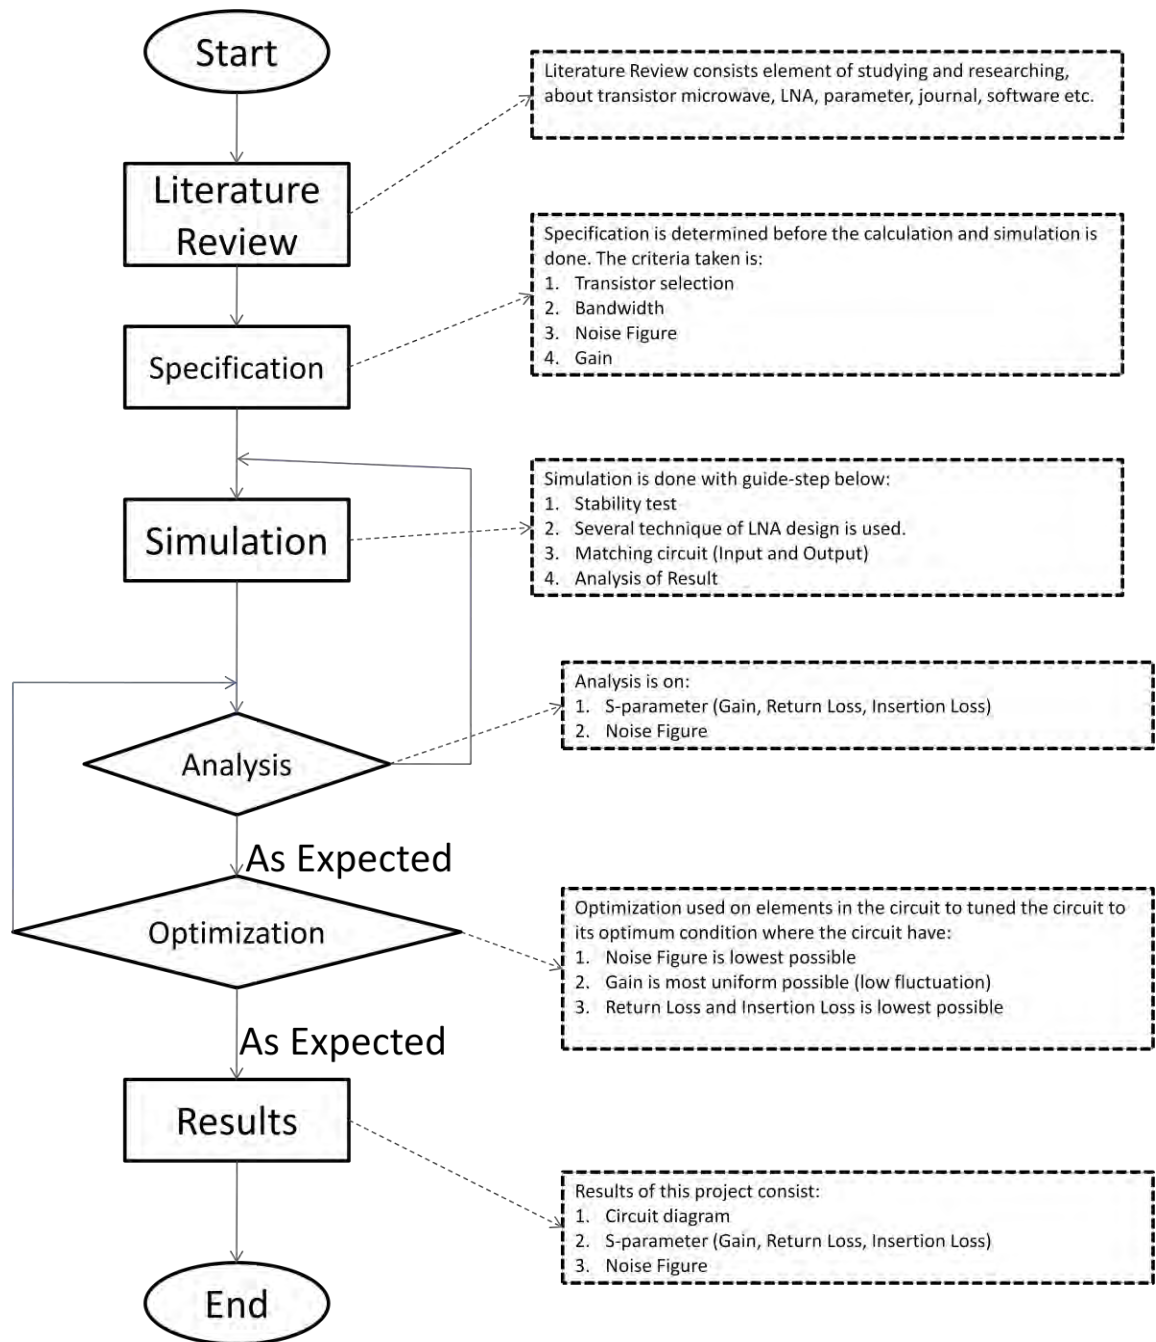 Start
Literature Review consists element of studying and researching,
about transistor microwave, LNA, parameter, journal, software etc.
Literature
Review
Specification is determined before the calculation and simulation is
done. The criteria taken is:
1. Transistor selection
2. Bandwidth
3. Noise Figure
4. Gain
Specification
Simulation is done with guide-step below:
1. Stability test
2. Several technique of LNA design is used.
3. Matching circuit (Input and Output)
4. Analysis of Result
Simulation
Analysis is on:
1. S-parameter (Gain, Return Loss, Insertion Loss)
2. Noise Figure
Analysis
As Expected
Optimization used on elements in the circuit to tuned the circuit to
its optimum condition where the circuit have:
1. Noise Figure is lowest possible
2. Gain is most uniform possible (low fluctuation)
3. Return Loss and Insertion Loss is lowest possible
Optimization
As Expected
Results
Results of this project consist:
1. Circuit diagram
2. S-parameter (Gain, Return Loss, Insertion Loss)
3. Noise Figure
End